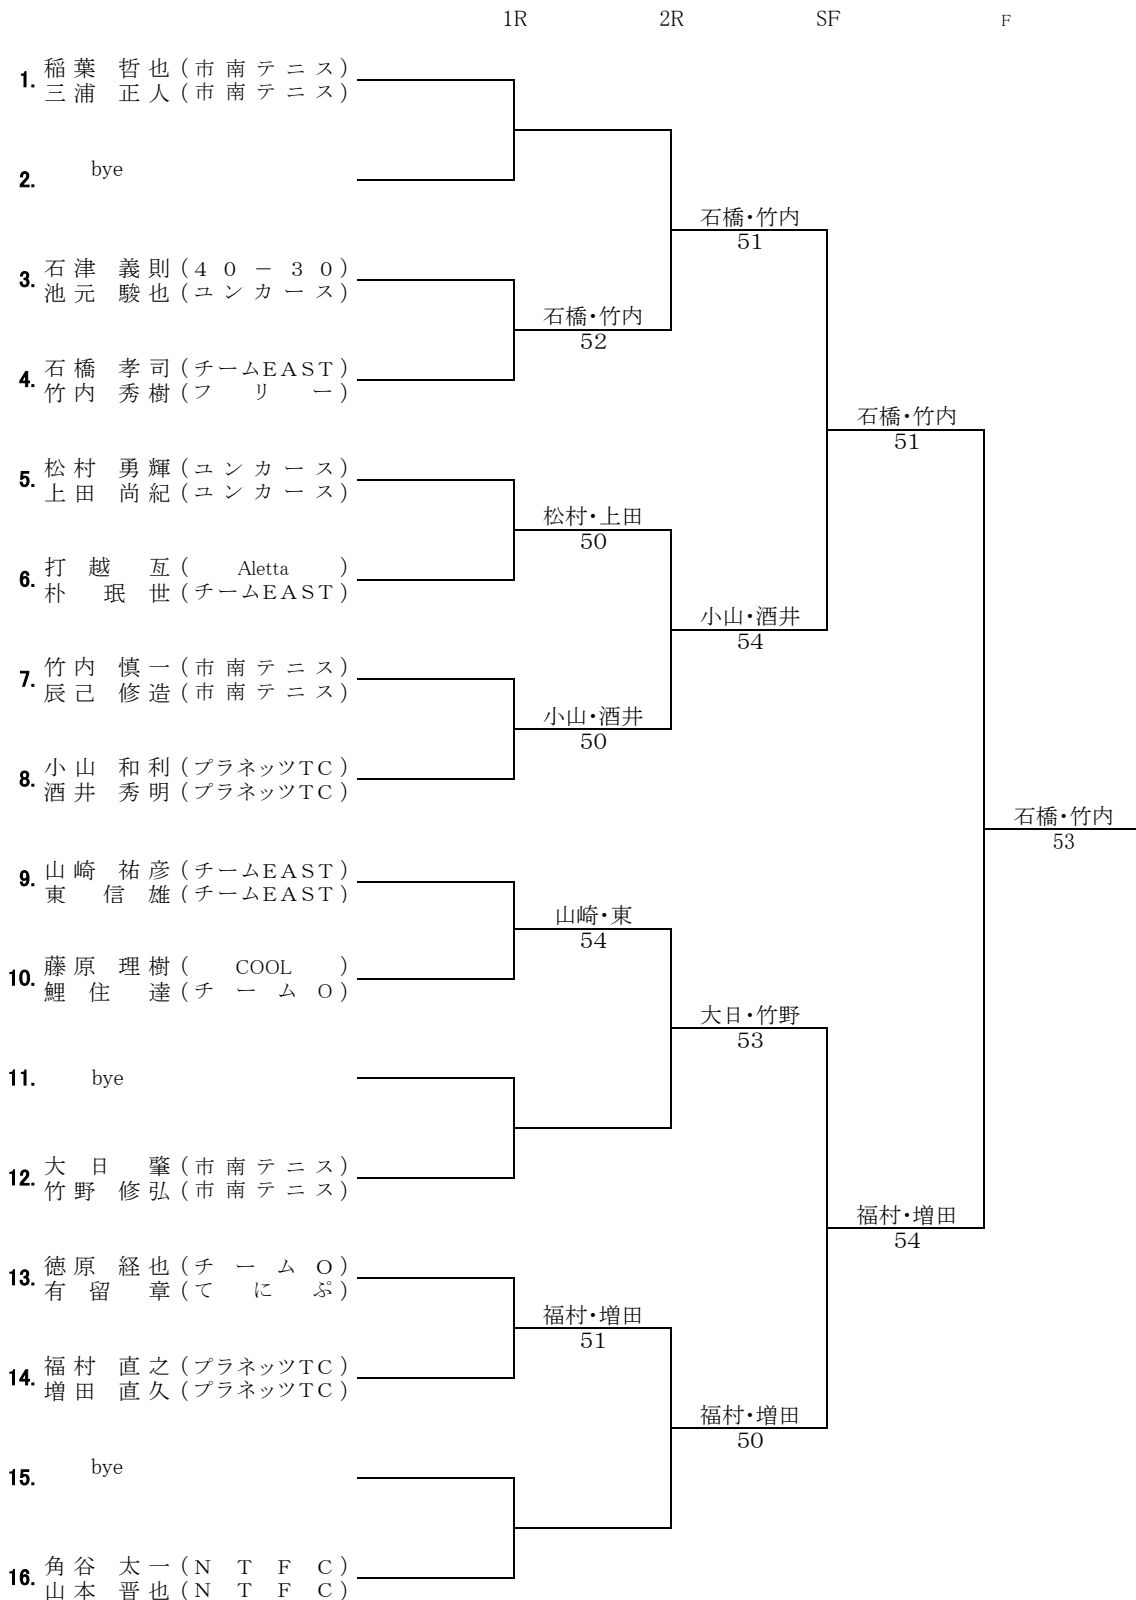 1R 2R SF F
1. 稲葉 哲也(市南テニス)
三浦 正人(市南テニス)
2. bye
石橋・竹内
51
3. 石津 義則(40－30)
池元 駿也(ユンカース)
石橋・竹内
52
4. 石橋 孝司(チームEAST)
竹内 秀樹(フリー)
石橋・竹内
51
5. 松村 勇輝(ユンカース)
上田 尚紀(ユンカース)
松村・上田
50
6. 打越 亙(Aletta)
朴 珉世(チームEAST)
小山・酒井
54
7. 竹内 慎一(市南テニス)
辰己 修造(市南テニス)
小山・酒井
50
8. 小山 和利(プラネッツTC)
酒井 秀明(プラネッツTC)
石橋・竹内
53
9. 山崎 祐彦(チームEAST)
東 信雄(チームEAST)
山崎・東
54
10. 藤原 理樹(COOL)
鯉住 達(チームO)
大日・竹野
53
11. bye
12. 大日 肇(市南テニス)
竹野 修弘(市南テニス)
福村・増田
54
13. 徳原 経也(チームO)
有留 章(てにぷ)
福村・増田
51
14. 福村 直之(プラネッツTC)
増田 直久(プラネッツTC)
福村・増田
50
15. bye
16. 角谷 太一(NTFC)
山本 晋也(NTFC)